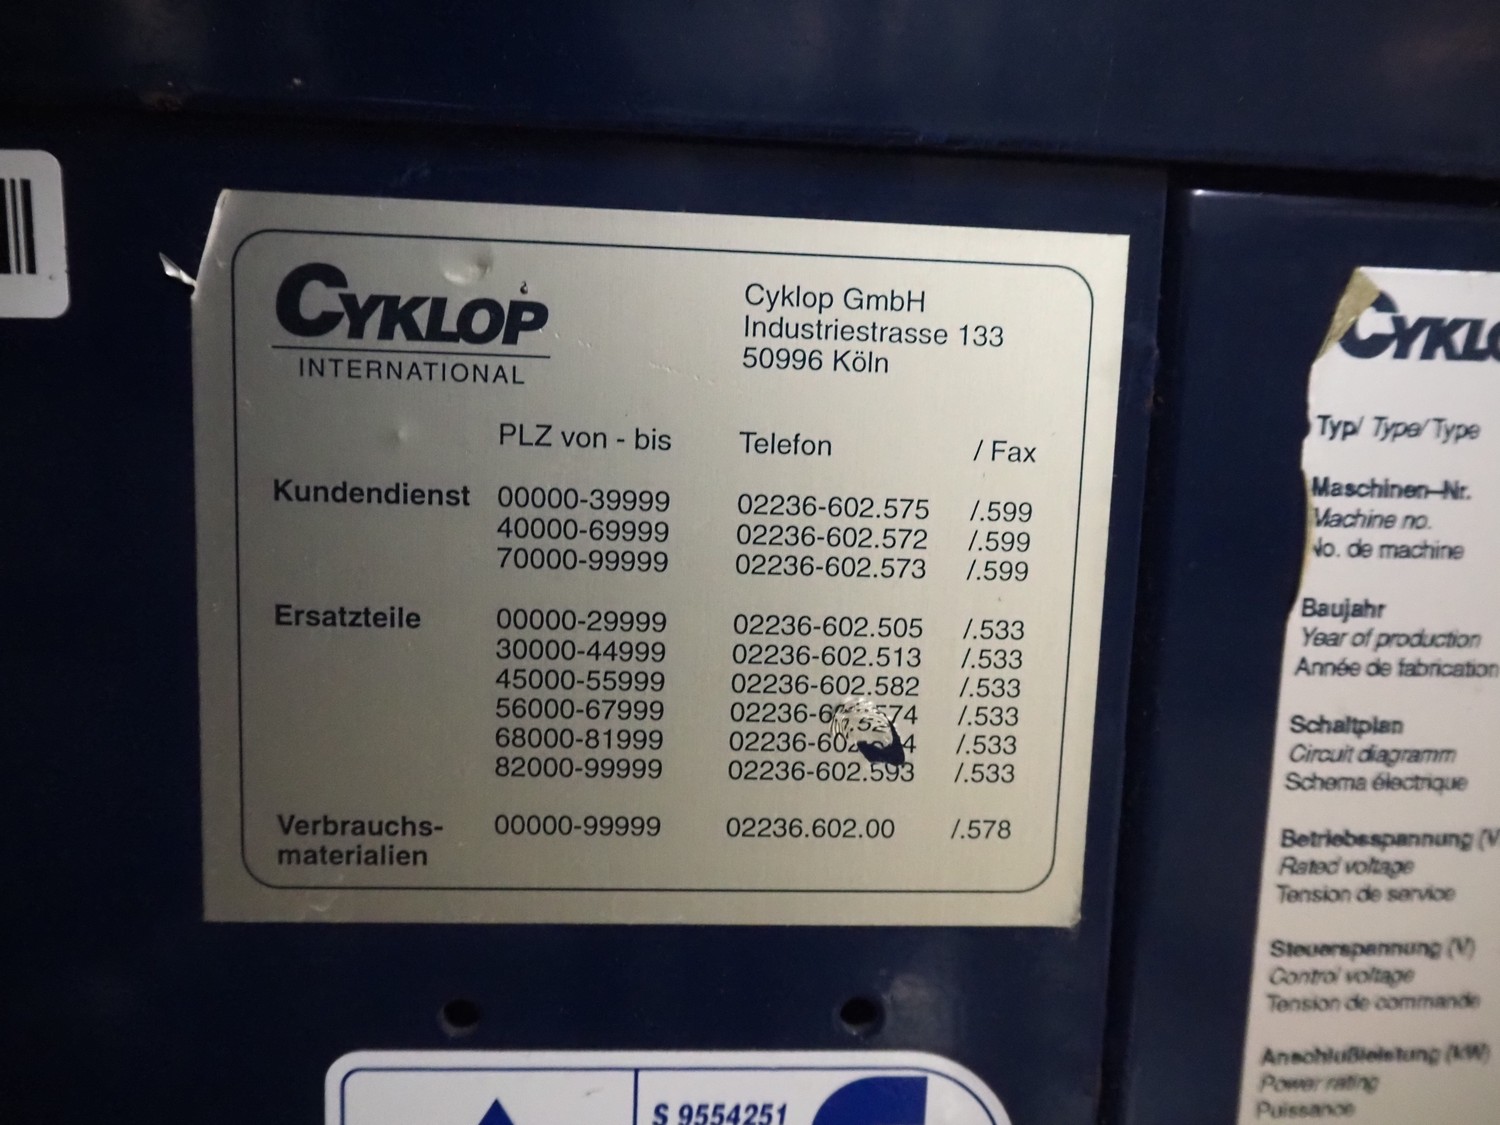 CYKLOP
INTERNATIONAL
Cyklop GmbH
Industriestrasse 133
50996 Köln
PLZ von - bis Telefon / Fax
Kundendienst 00000-39999 02236-602.575 /.599
40000-69999 02236-602.572 /.599
70000-99999 02236-602.573 /.599
Ersatzteile 00000-29999 02236-602.505 /.533
30000-44999 02236-602.513 /.533
45000-55999 02236-602.582 /.533
56000-67999 /.533
68000-81999 /.533
82000-99999 02236-602.593 /.533
Verbrauchs- 00000-99999 02236.602.00 /.578
materialien
S 9554251
CYKLO
Typ/ Type/ Type
Maschinen-Nr.
Machine no.
No. de machine
Baujahr
Year of production
Année de fabrication
Schaltplan
Circuit diagramm
Schema électrique
Betriebsspannung (V
Rated voltage
Tension de service
Steuerspannung (V)
Control voltage
Tension de commande
Anschlußleistung (kW)
Power rating
Puissance